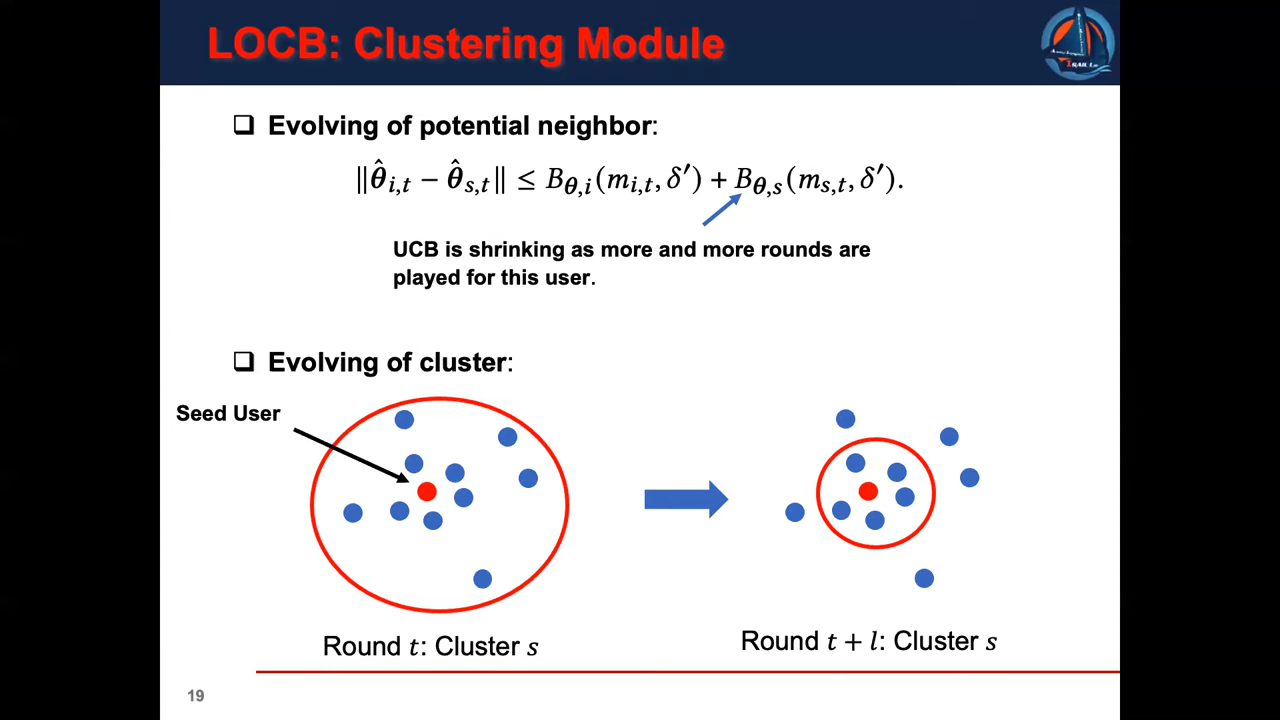 LOCB: Clustering Module
❑ Evolving of potential neighbor:
‖θ̂ᵢ,ₜ − θ̂ₛ,ₜ‖ ≤ B_θ,ᵢ(mᵢ,ₜ, δ′) + B_θ,ₛ(mₛ,ₜ, δ′).
UCB is shrinking as more and more rounds are
played for this user.
❑ Evolving of cluster:
Seed User
Round t: Cluster s
Round t + l: Cluster s
19